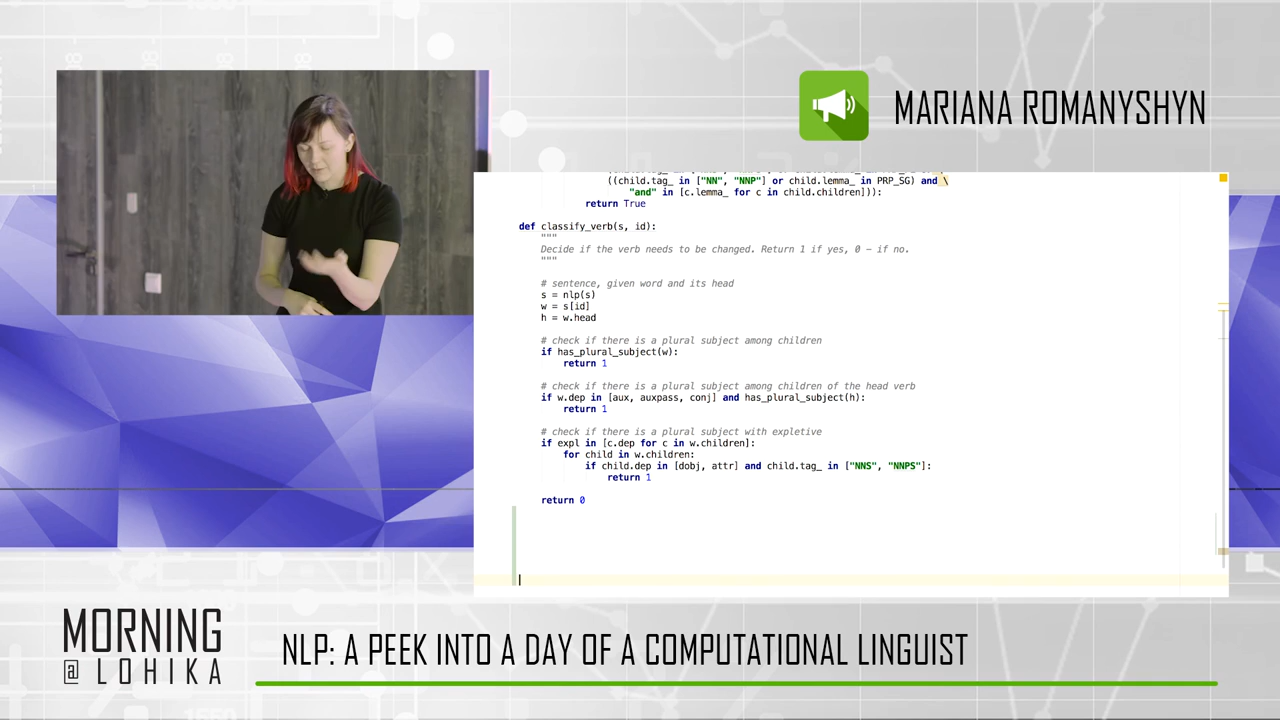 MARIANA ROMANYSHYN
((child.tag_ in ["NN", "NNP"] or child.lemma_ in PRP_SG) and \
"and" in [c.lemma_ for c in child.children])):
return True
def classify_verb(s, id):
"""
Decide if the verb needs to be changed. Return 1 if yes, 0 - if no.
"""
# sentence, given word and its head
s = nlp(s)
w = s[id]
h = w.head
# check if there is a plural subject among children
if has_plural_subject(w):
return 1
# check if there is a plural subject among children of the head verb
if w.dep in [aux, auxpass, conj] and has_plural_subject(h):
return 1
# check if there is a plural subject with expletive
if expl in [c.dep for c in w.children]:
for child in w.children:
if child.dep in [dobj, attr] and child.tag_ in ["NNS", "NNPS"]:
return 1
return 0
MORNING
@ LOHIKA
NLP: A PEEK INTO A DAY OF A COMPUTATIONAL LINGUIST